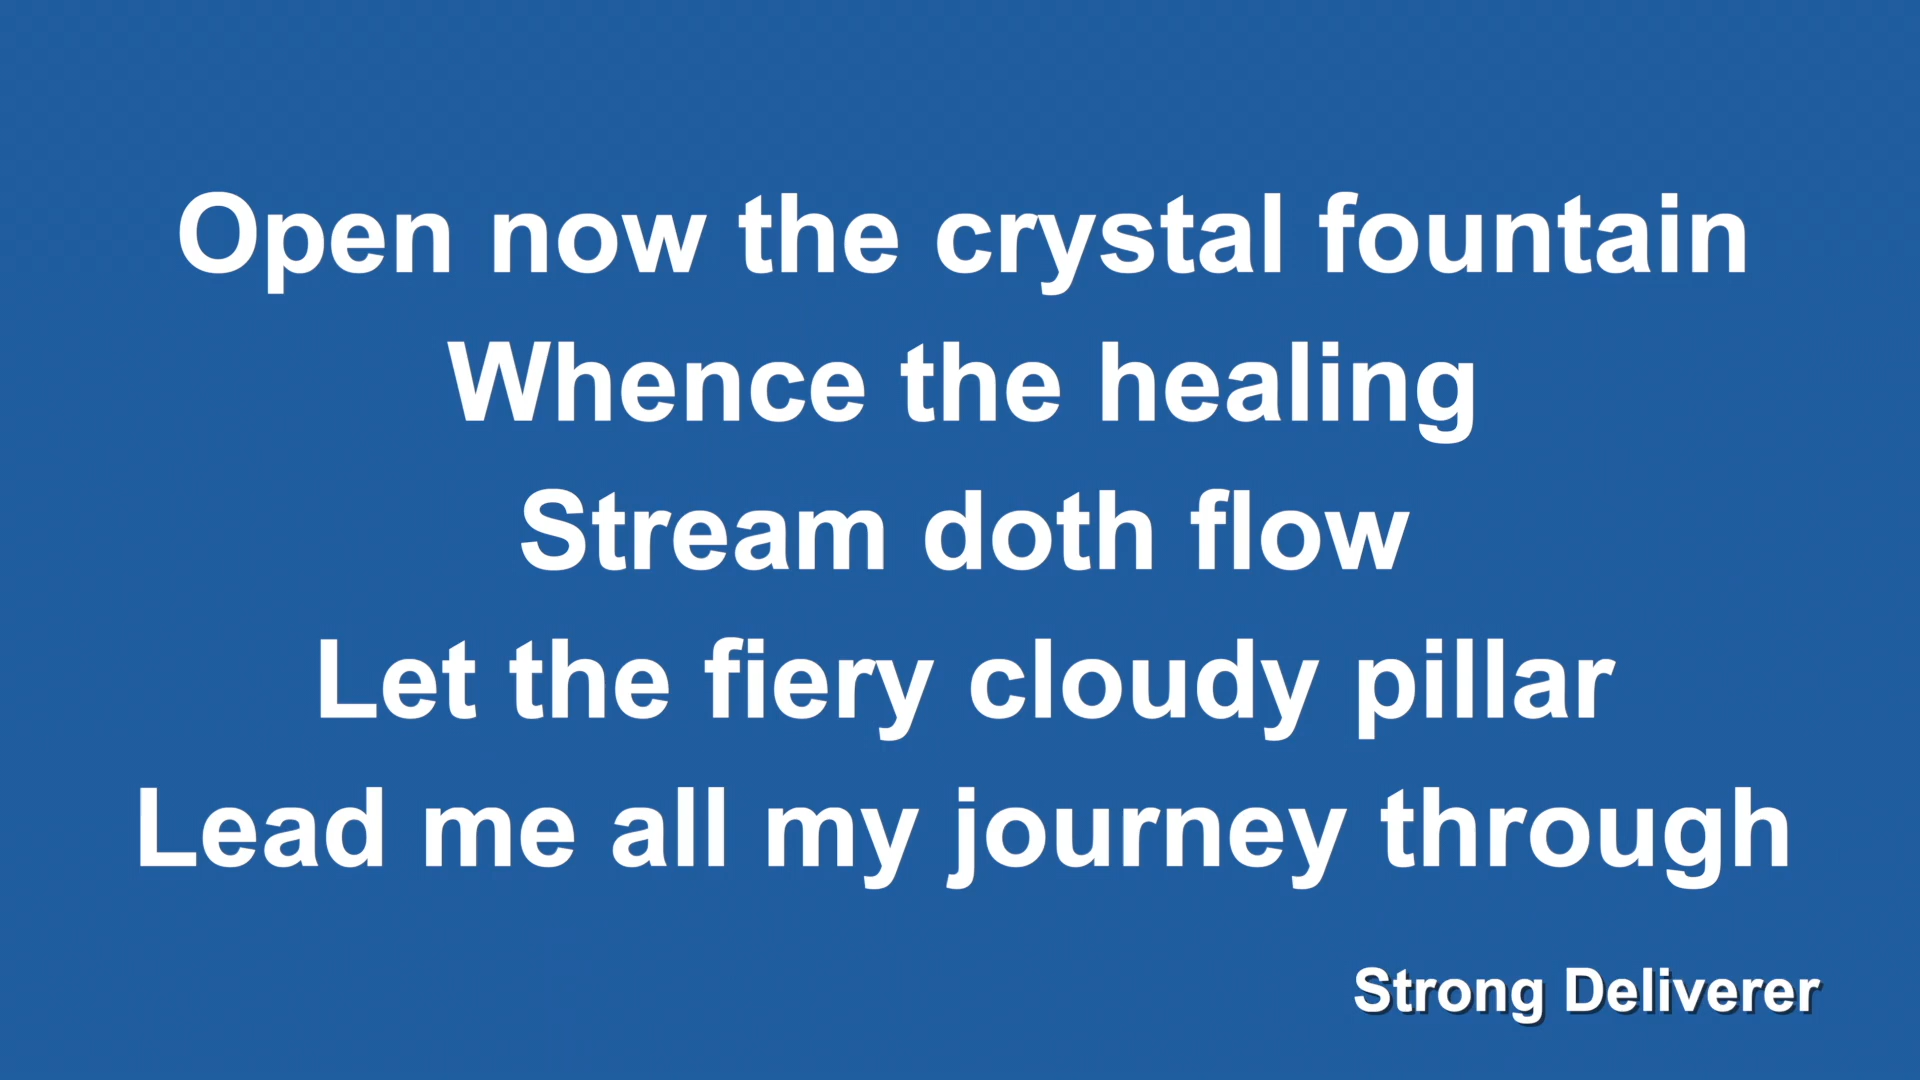 Open now the crystal fountain
Whence the healing
Stream doth flow
Let the fiery cloudy pillar
Lead me all my journey through
Strong Deliverer